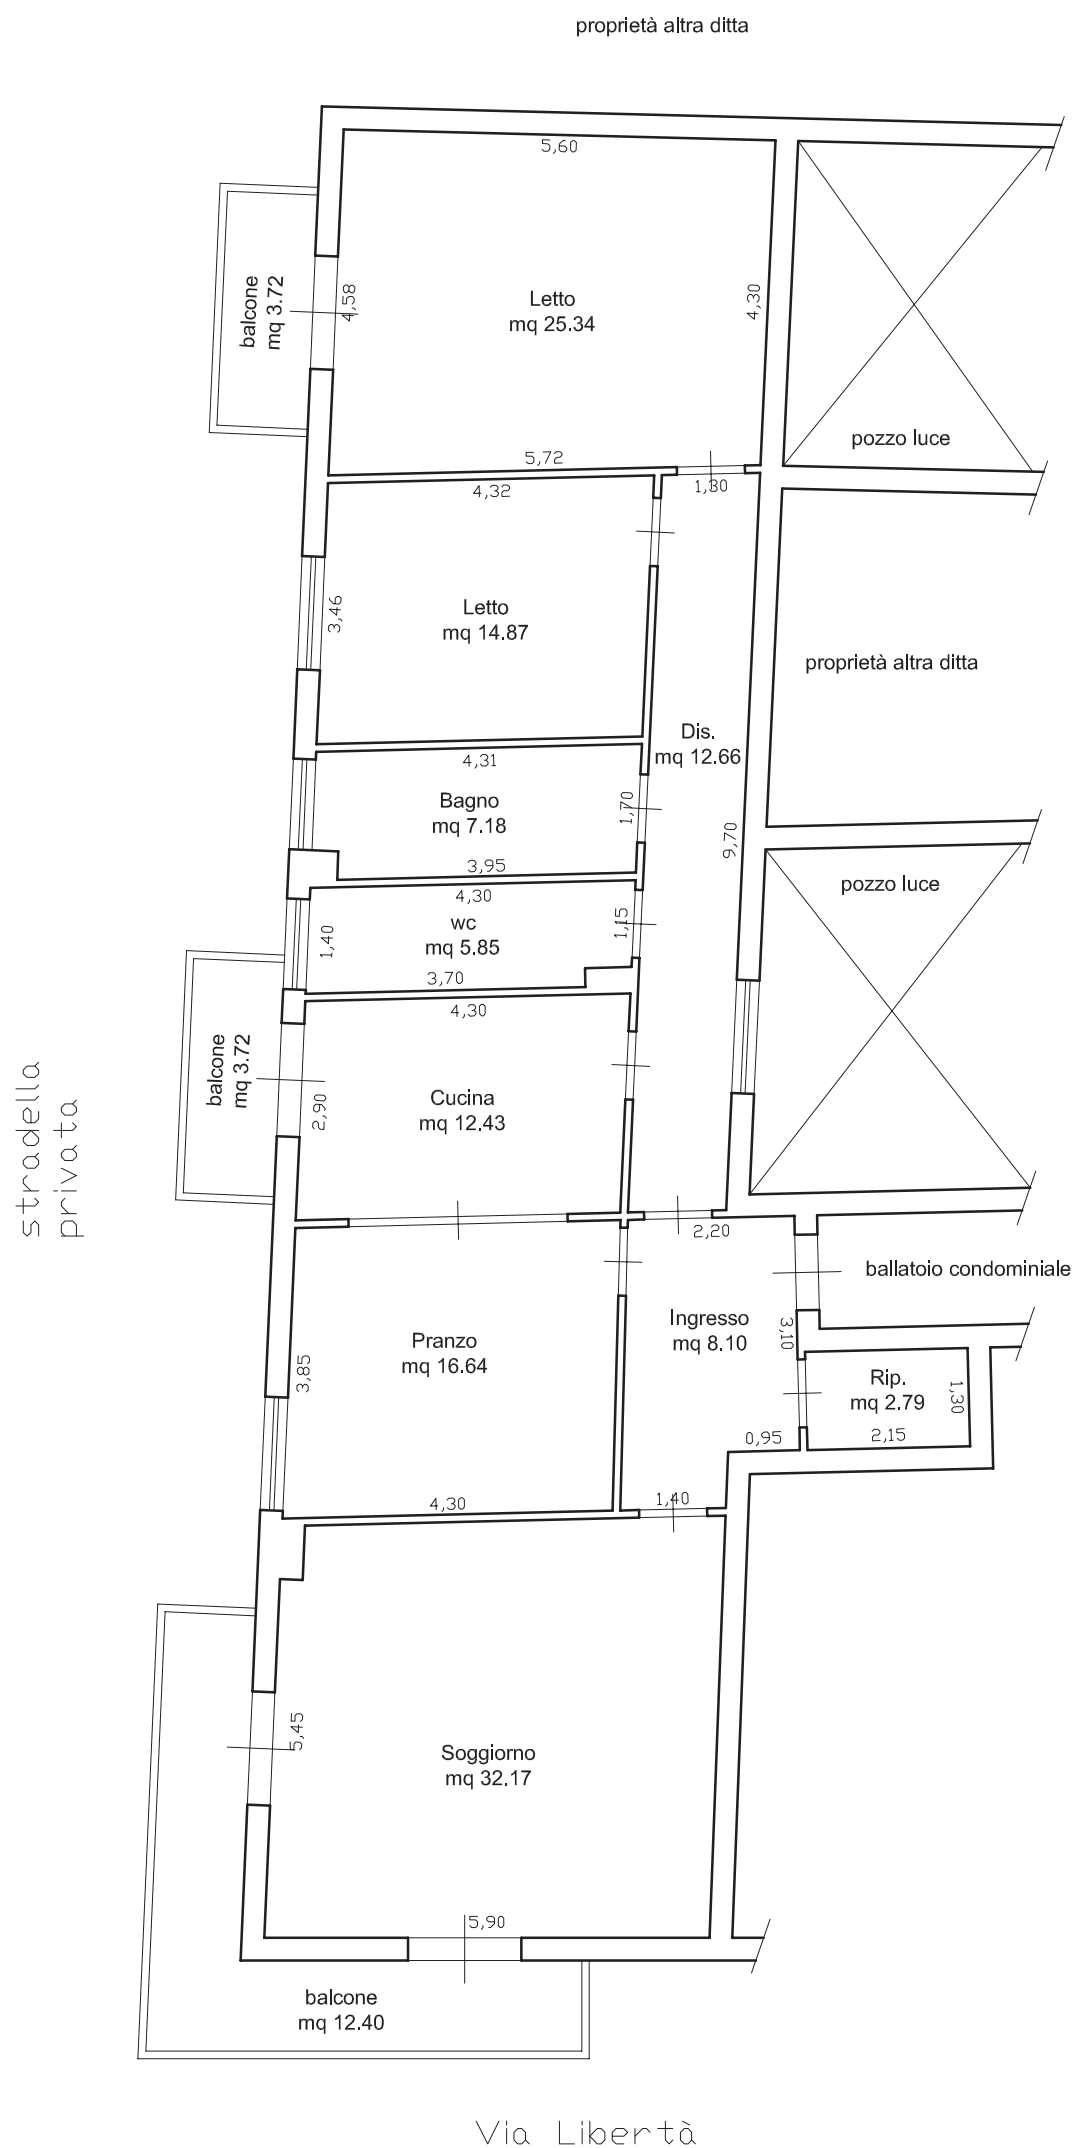 proprietà altra ditta
5,60
balcone
mq 3.72
4,58
Letto
mq 25.34
4,30
pozzo luce
5,72
4,32
1,30
3,46
Letto
mq 14.87
proprietà altra ditta
Dis.
mq 12.66
4,31
Bagno
mq 7.18
1,70
9,70
3,95
pozzo luce
4,30
wc
mq 5.85
1,40
1,15
3,70
4,30
balcone
mq 3.72
2,90
Cucina
mq 12.43
stradella
privata
2,20
ballatoio condominiale
Ingresso
mq 8.10
3,10
Pranzo
mq 16.64
3,85
Rip.
mq 2.79
1,30
2,15
0,95
4,30
1,40
5,45
Soggiorno
mq 32.17
5,90
balcone
mq 12.40
Via Libertà